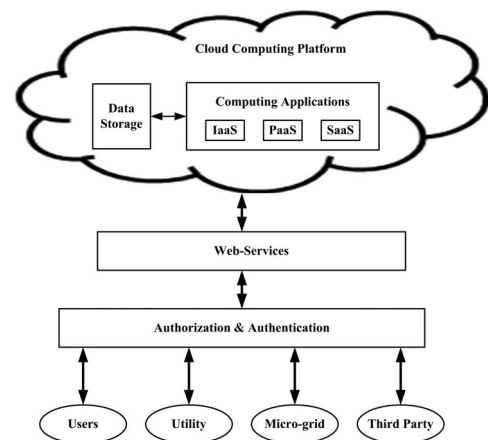 Cloud Computing Platform
Data
Storage
Computing Applications
IaaS PaaS SaaS
Web-Services
Authorization & Authentication
Users Utility Micro-grid Third Party